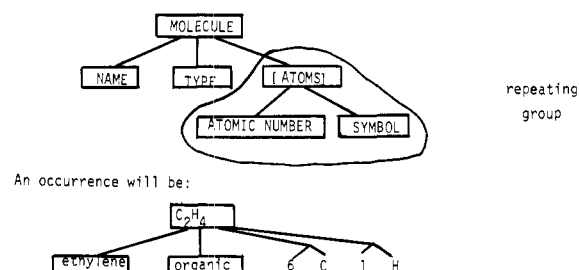 MOLECULE
NAME TYPE [ATOMS]
repeating
group
ATOMIC NUMBER SYMBOL
An occurrence will be:
C₂H₄
ethylene organic 6 C 1 H